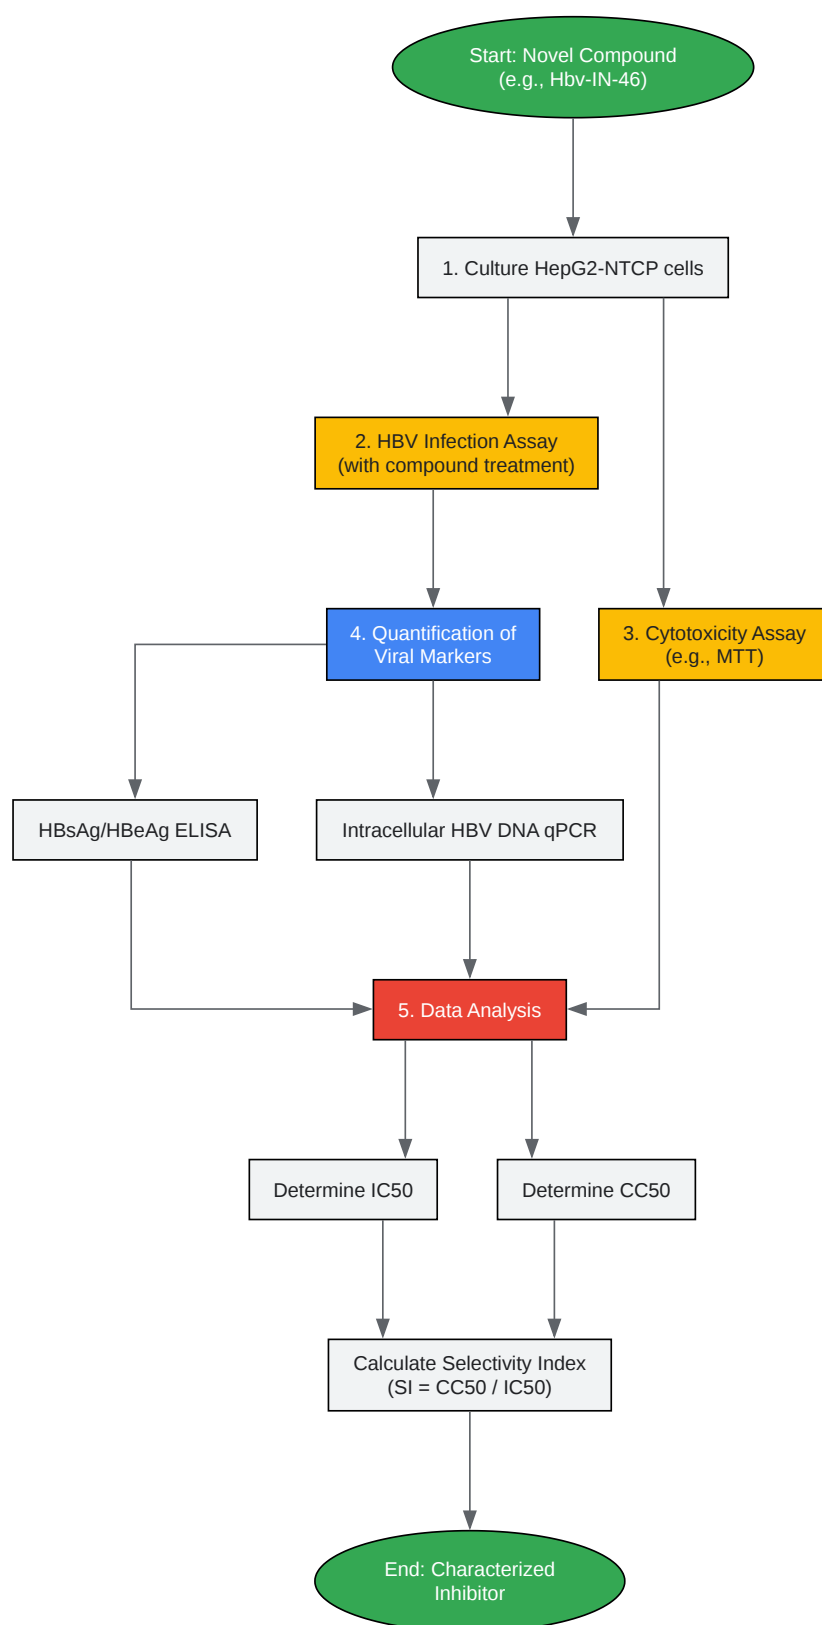 Start: Novel Compound
(e.g., Hbv-IN-46)
1. Culture HepG2-NTCP cells
2. HBV Infection Assay
(with compound treatment)
4. Quantification of
Viral Markers
3. Cytotoxicity Assay
(e.g., MTT)
HBsAg/HBeAg ELISA
Intracellular HBV DNA qPCR
5. Data Analysis
Determine IC50
Determine CC50
Calculate Selectivity Index
(SI = CC50 / IC50)
End: Characterized
Inhibitor